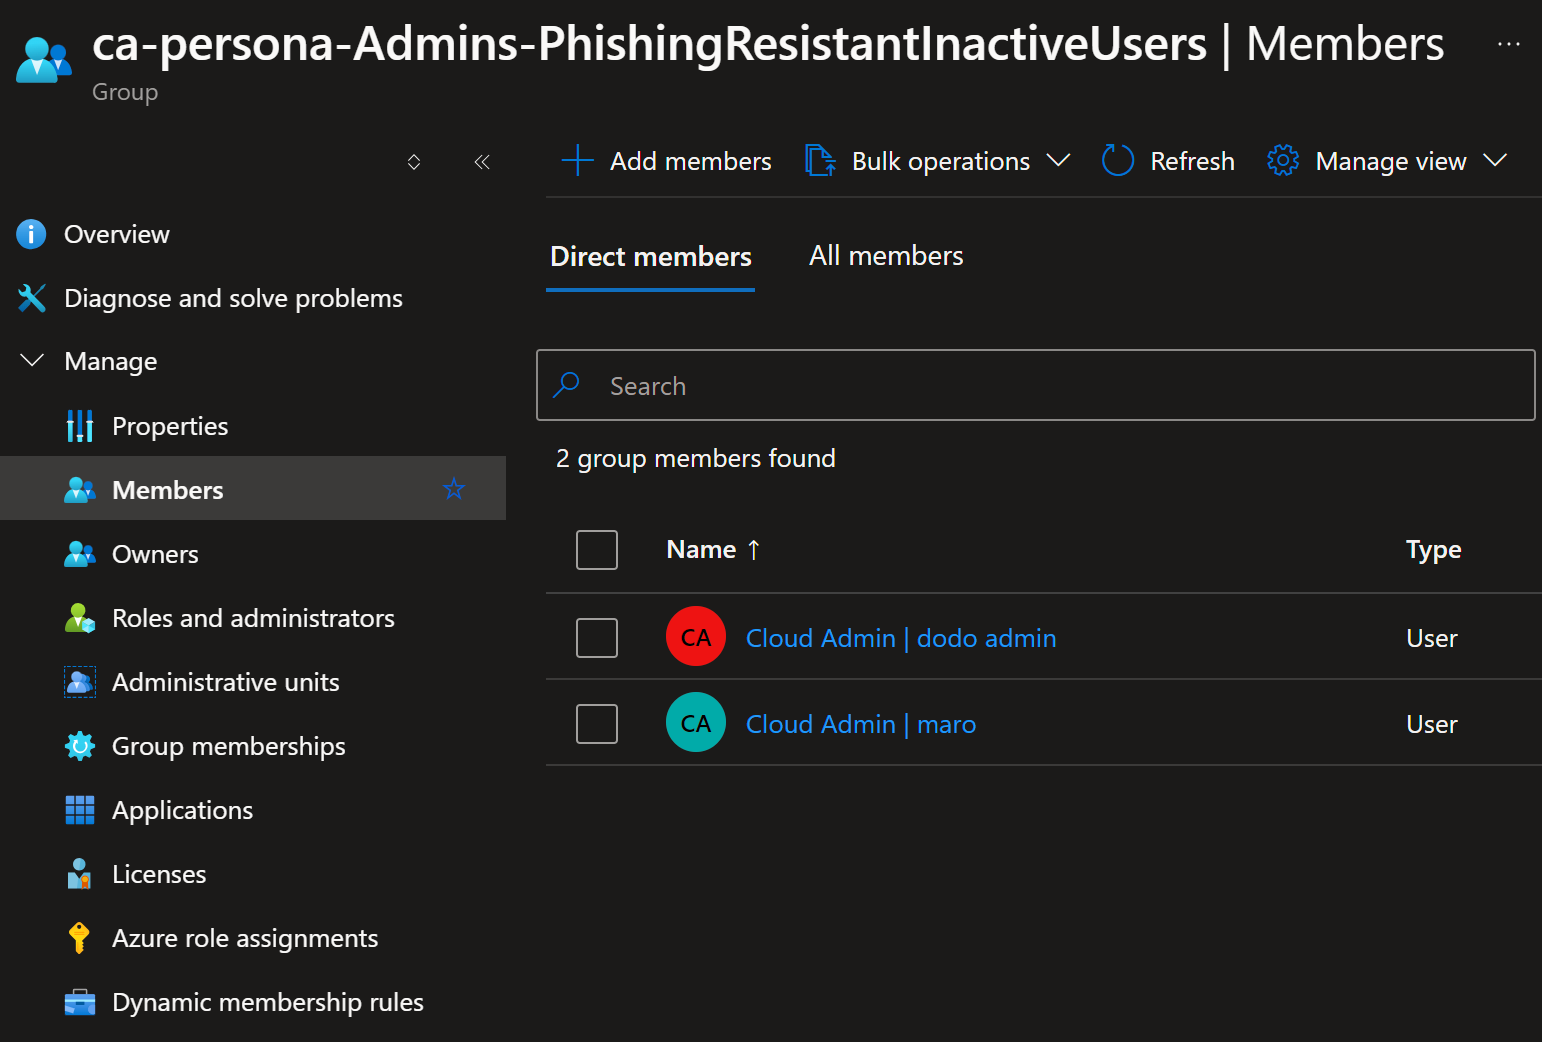 ca-persona-Admins-PhishingResistantInactiveUsers | Members
Group
Add members
Bulk operations
Refresh
Manage view
Overview
Diagnose and solve problems
Manage
Properties
Members
Owners
Roles and administrators
Administrative units
Group memberships
Applications
Licenses
Azure role assignments
Dynamic membership rules
Direct members
All members
Search
2 group members found
Name ↑ Type
CA Cloud Admin | dodo admin User
CA Cloud Admin | maro User